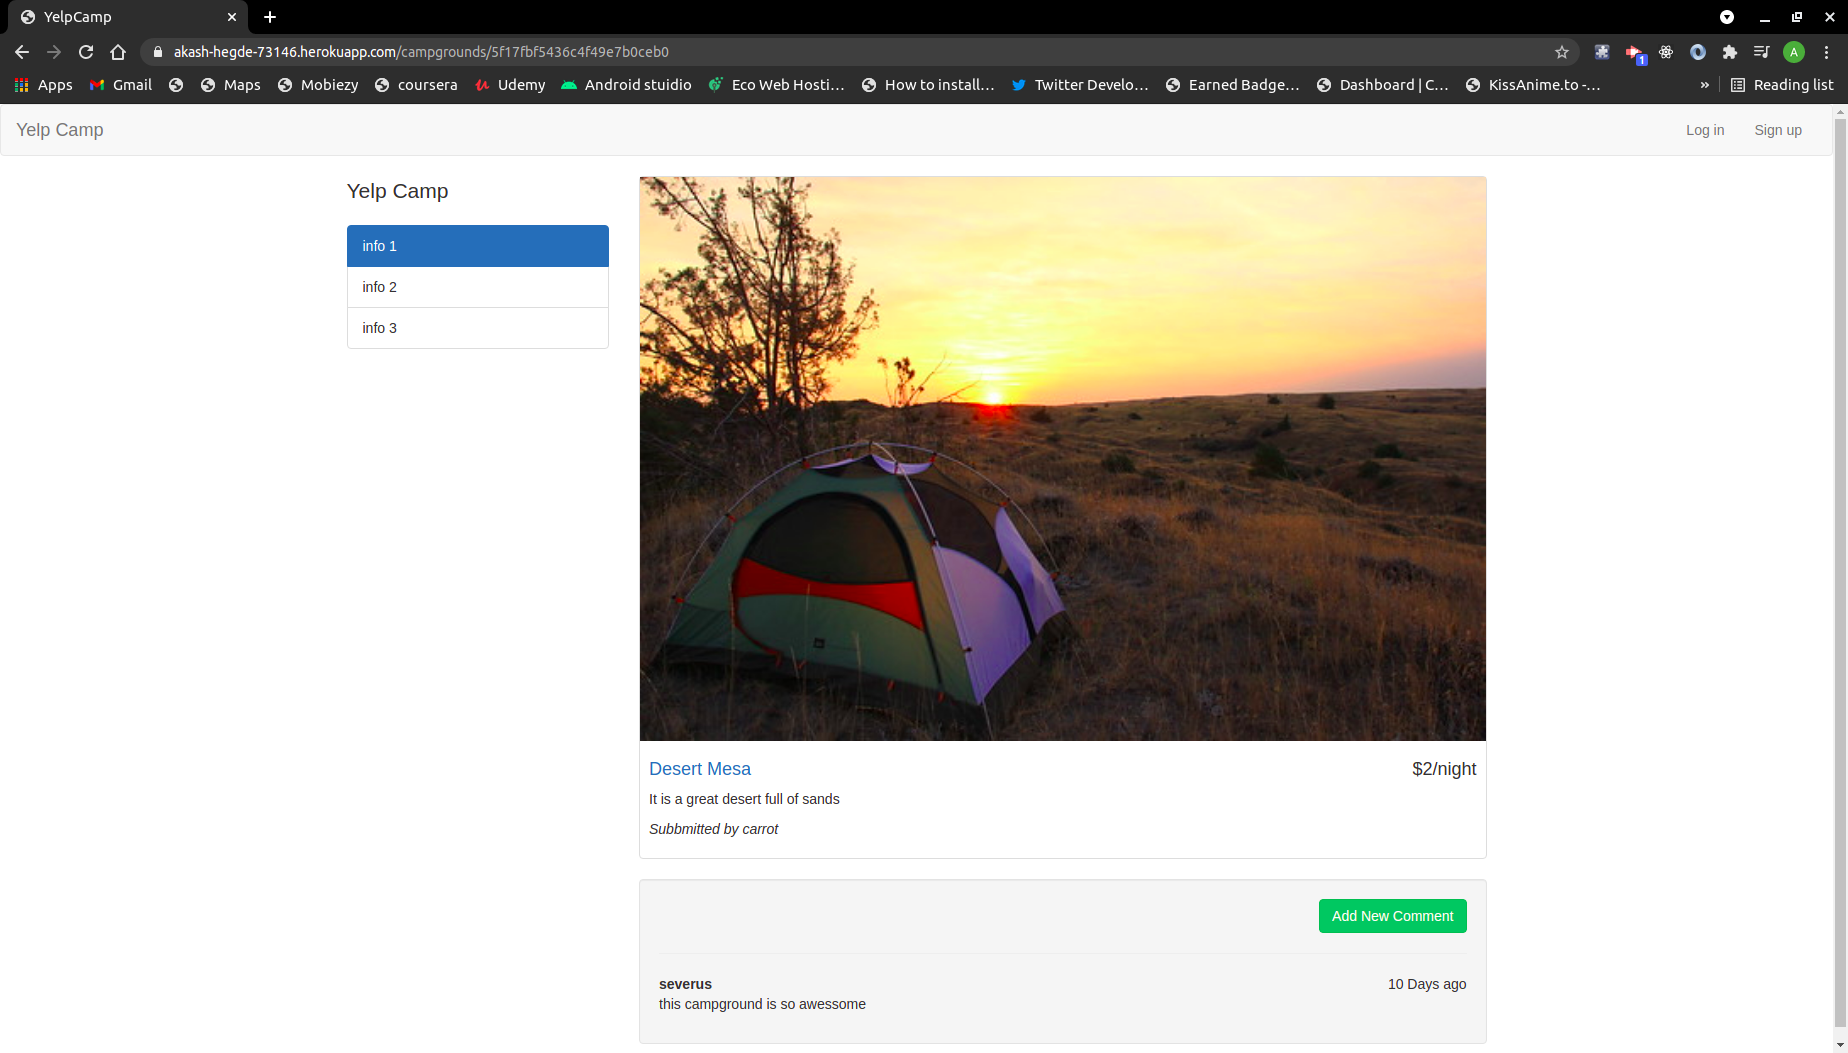 YelpCamp
akash-hegde-73146.herokuapp.com/campgrounds/5f17fbf5436c4f49e7b0ceb0
1
A
Apps Gmail Maps Mobiezy coursera Udemy Android stuidio Eco Web Hosti... How to install... Twitter Develo... Earned Badge... Dashboard | C... KissAnime.to -... » Reading list
Yelp Camp Log in Sign up
Yelp Camp
info 1
info 2
info 3
Desert Mesa $2/night
It is a great desert full of sands
Subbmitted by carrot
Add New Comment
severus 10 Days ago
this campground is so awessome